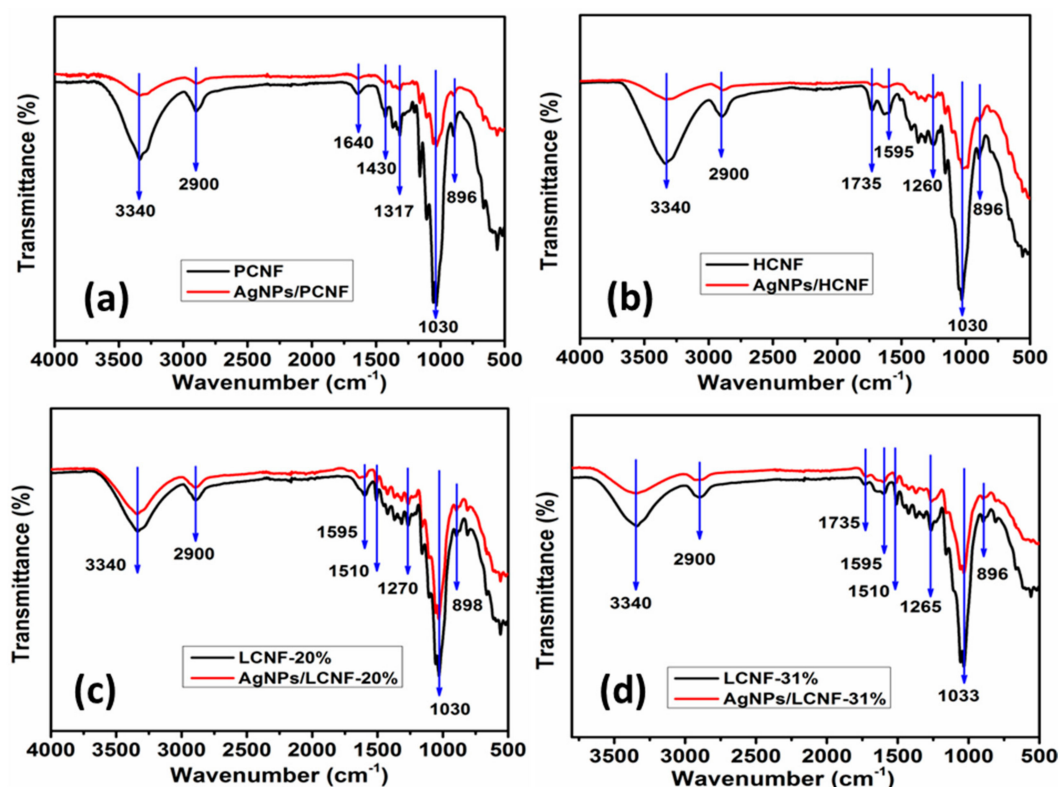 Transmittance (%)
3340
2900
1640
1430
1317
896
1030
(a)
PCNF
AgNPs/PCNF
4000 3500 3000 2500 2000 1500 1000 500
Wavenumber (cm⁻¹)
Transmittance (%)
3340
2900
1735
1595
1260
896
1030
(b)
HCNF
AgNPs/HCNF
4000 3500 3000 2500 2000 1500 1000 500
Wavenumber (cm⁻¹)
Transmittance (%)
3340
2900
1595
1510
1270
898
1030
(c)
LCNF-20%
AgNPs/LCNF-20%
4000 3500 3000 2500 2000 1500 1000 500
Wavenumber (cm⁻¹)
Transmittance (%)
3340
2900
1735
1595
1510
1265
896
1033
(d)
LCNF-31%
AgNPs/LCNF-31%
3500 3000 2500 2000 1500 1000 500
Wavenumber (cm⁻¹)